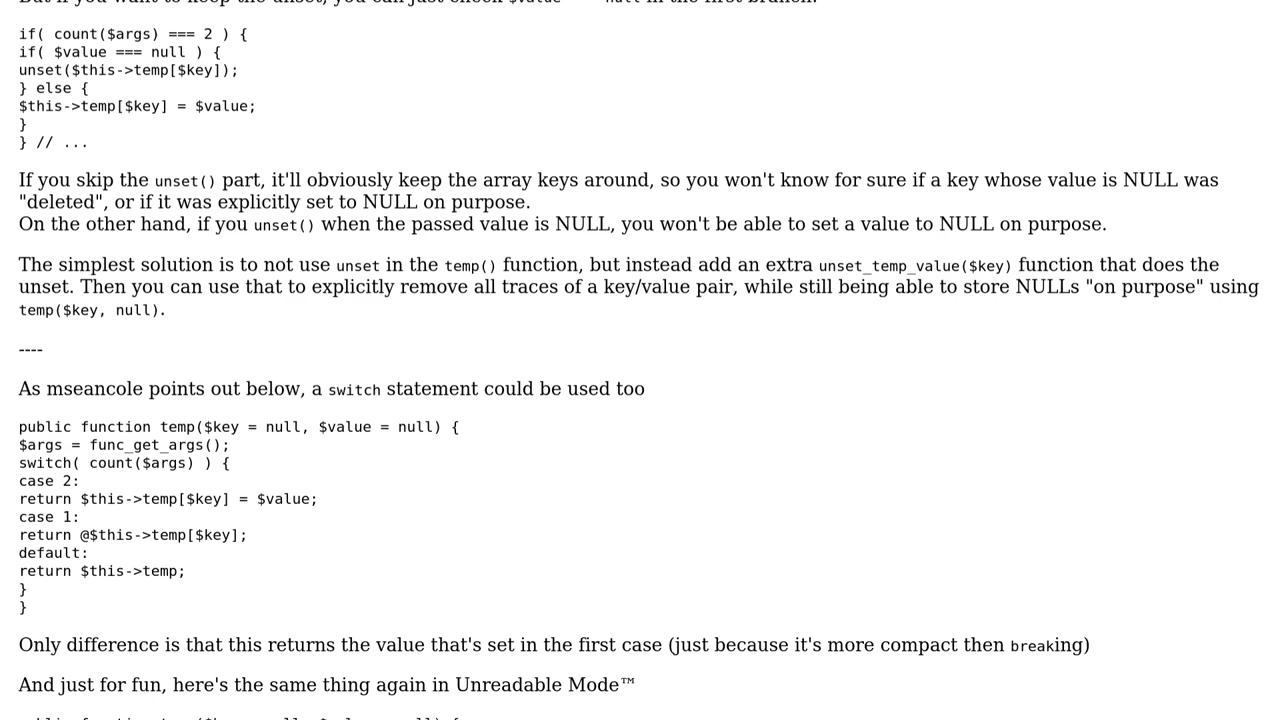 if( count($args) === 2 ) {
if( $value === null ) {
unset($this->temp[$key]);
} else {
$this->temp[$key] = $value;
}
} // ...
If you skip the unset() part, it'll obviously keep the array keys around, so you won't know for sure if a key whose value is NULL was
"deleted", or if it was explicitly set to NULL on purpose.
On the other hand, if you unset() when the passed value is NULL, you won't be able to set a value to NULL on purpose.
The simplest solution is to not use unset in the temp() function, but instead add an extra unset_temp_value($key) function that does the
unset. Then you can use that to explicitly remove all traces of a key/value pair, while still being able to store NULLs "on purpose" using
temp($key, null).
----
As mseancole points out below, a switch statement could be used too
public function temp($key = null, $value = null) {
$args = func_get_args();
switch( count($args) ) {
case 2:
return $this->temp[$key] = $value;
case 1:
return @$this->temp[$key];
default:
return $this->temp;
}
}
Only difference is that this returns the value that's set in the first case (just because it's more compact then breaking)
And just for fun, here's the same thing again in Unreadable Mode™